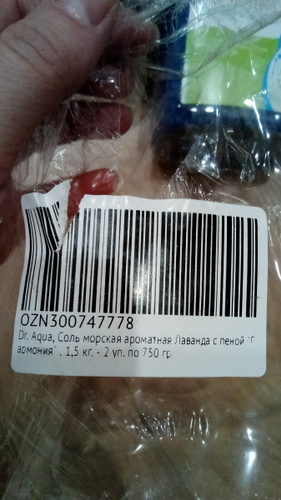 OZN300747778
Dr. Aqua, Соль морская ароматная Лаванда с пеной "Г
армония" , 1,5 кг. - 2 уп. по 750 гр